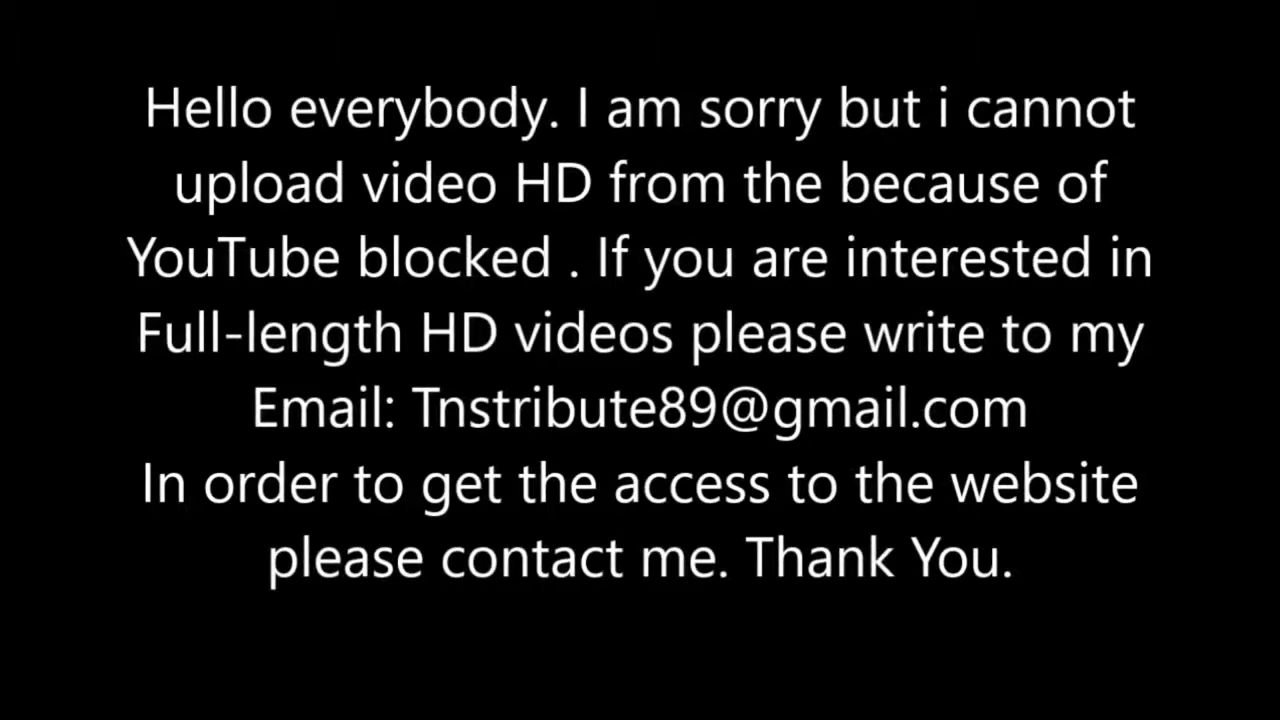 Hello everybody. I am sorry but i cannot
upload video HD from the because of
YouTube blocked . If you are interested in
Full-length HD videos please write to my
Email: Tnstribute89@gmail.com
In order to get the access to the website
please contact me. Thank You.